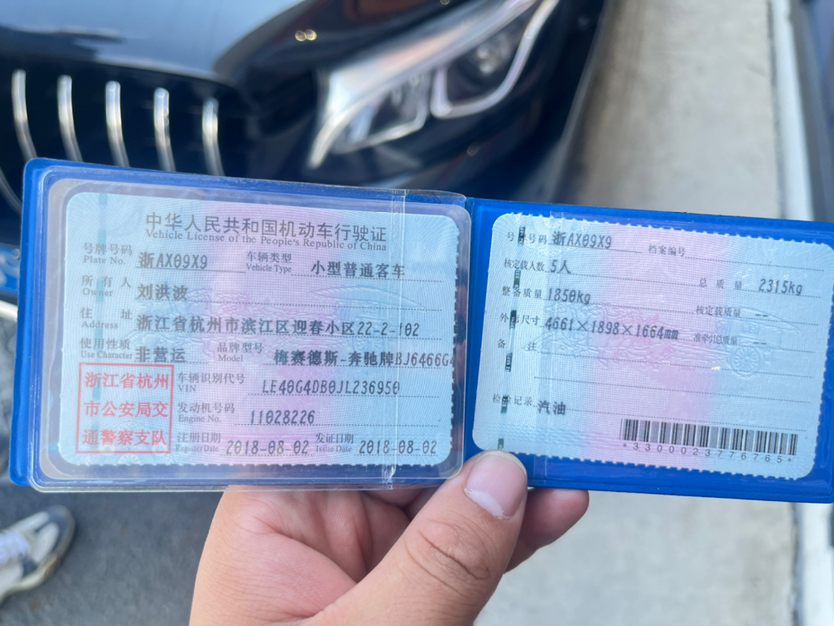 中华人民共和国机动车行驶证
Vehicle License of the People's Republic of China
号牌号码 浙AX09X9 车辆类型 小型普通客车
Plate No. Vehicle Type
所有人 刘洪波
Owner
住址 浙江省杭州市滨江区迎春小区22-2-102
Address
使用性质 非营运 品牌型号 梅赛德斯-奔驰牌BJ6466G
Use Character Model
浙江省杭州
市公安局交
通警察支队
车辆识别代号 LE40G4DB0JL236950
VIN
发动机号码 11028226
Engine No.
注册日期 2018-08-02 发证日期 2018-08-02
Register Date Issue Date
号牌号码 浙AX09X9 档案编号
核定载人数 5人 总质量 2315kg
整备质量 1850kg 核定载质量 --
外廓尺寸 4661×1898×1664mm 准牵引总质量 --
备注
检验记录 汽油
*3300023776765*